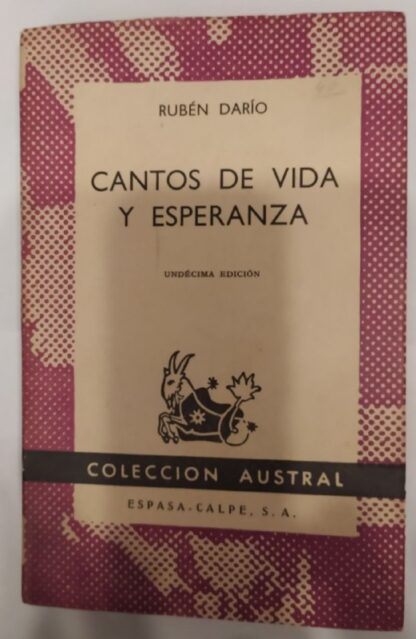 RUBÉN DARÍO
CANTOS DE VIDA
Y ESPERANZA
UNDÉCIMA EDICIÓN
COLECCION AUSTRAL
ESPASA-CALPE, S. A.